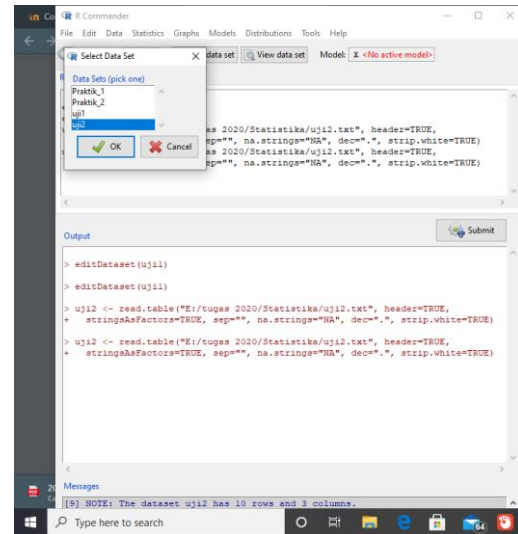 R Commander
File Edit Data Statistics Graphs Models Distributions Tools Help
data set View data set Model: Σ <No active model>
Select Data Set
Data Sets (pick one)
Praktik_1
Praktik_2
uji1
uji2
OK Cancel
as 2020/Statistika/uji2.txt", header=TRUE,
ep="", na.strings="NA", dec=".", strip.white=TRUE)
as 2020/Statistika/uji2.txt", header=TRUE,
ep="", na.strings="NA", dec=".", strip.white=TRUE)
Output
Submit
> editDataset(uji1)
> editDataset(uji1)
> uji2 <- read.table("E:/tugas 2020/Statistika/uji2.txt", header=TRUE,
+ stringsAsFactors=TRUE, sep="", na.strings="NA", dec=".", strip.white=TRUE)
> uji2 <- read.table("E:/tugas 2020/Statistika/uji2.txt", header=TRUE,
+ stringsAsFactors=TRUE, sep="", na.strings="NA", dec=".", strip.white=TRUE)
Messages
[9] NOTE: The dataset uji2 has 10 rows and 3 columns.
Type here to search
64